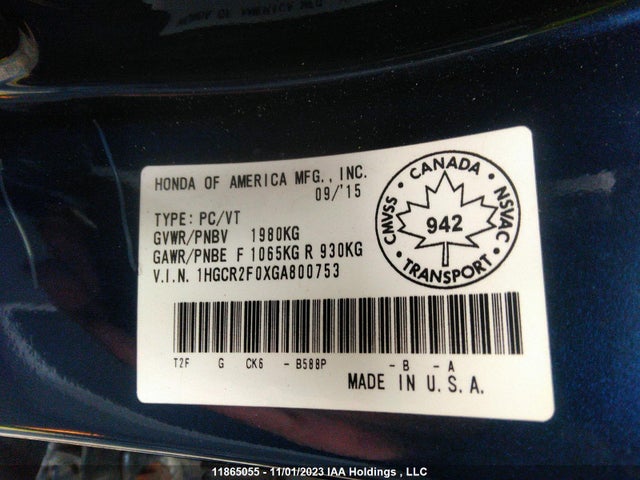 HONDA OF AMERICA MFG., INC.
09/'15
TYPE: PC/VT
GVWR/PNBV 1980KG
GAWR/PNBE F 1065KG R 930KG
V.I.N. 1HGCR2F0XGA800753
CANADA
CMVSS
NSVAC
942
TRANSPORT
T2F G CK6 - B588P - B - A
MADE IN U.S.A.
11865055 - 11/01/2023 IAA Holdings , LLC